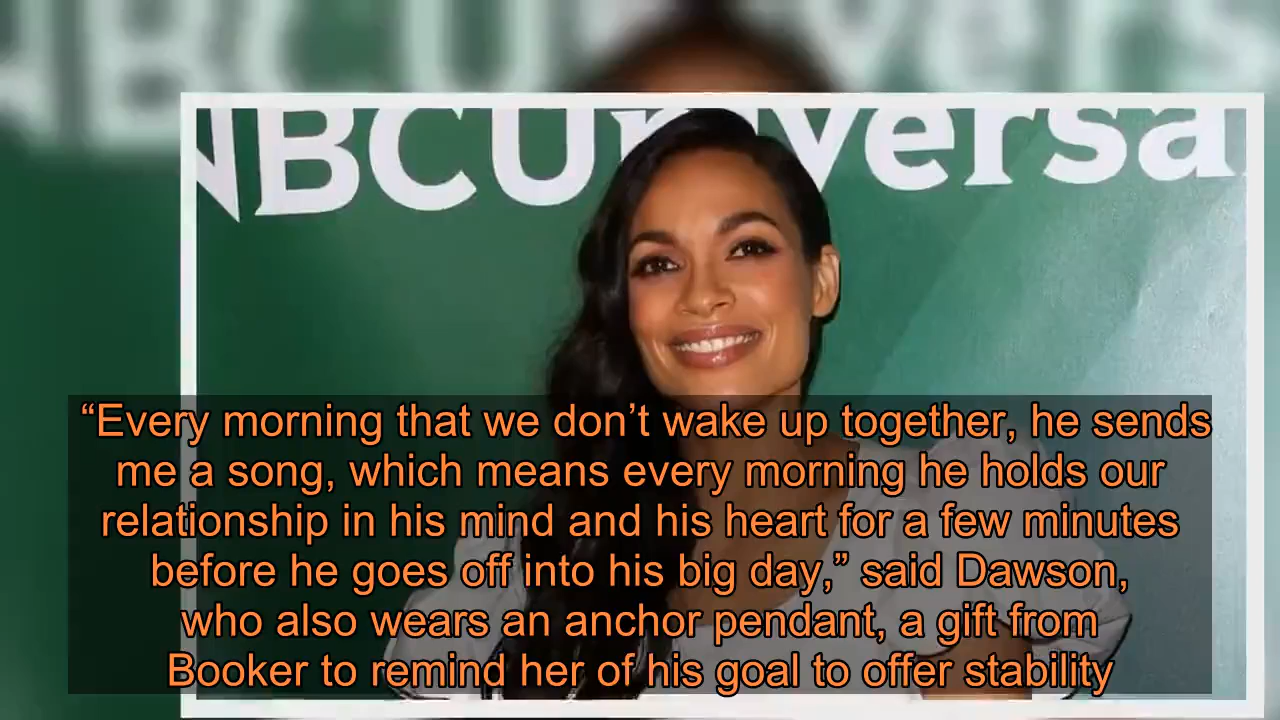 NBCUniversal
NBCUniversa
“Every morning that we don’t wake up together, he sends
me a song, which means every morning he holds our
relationship in his mind and his heart for a few minutes
before he goes off into his big day,” said Dawson,
who also wears an anchor pendant, a gift from
Booker to remind her of his goal to offer stability